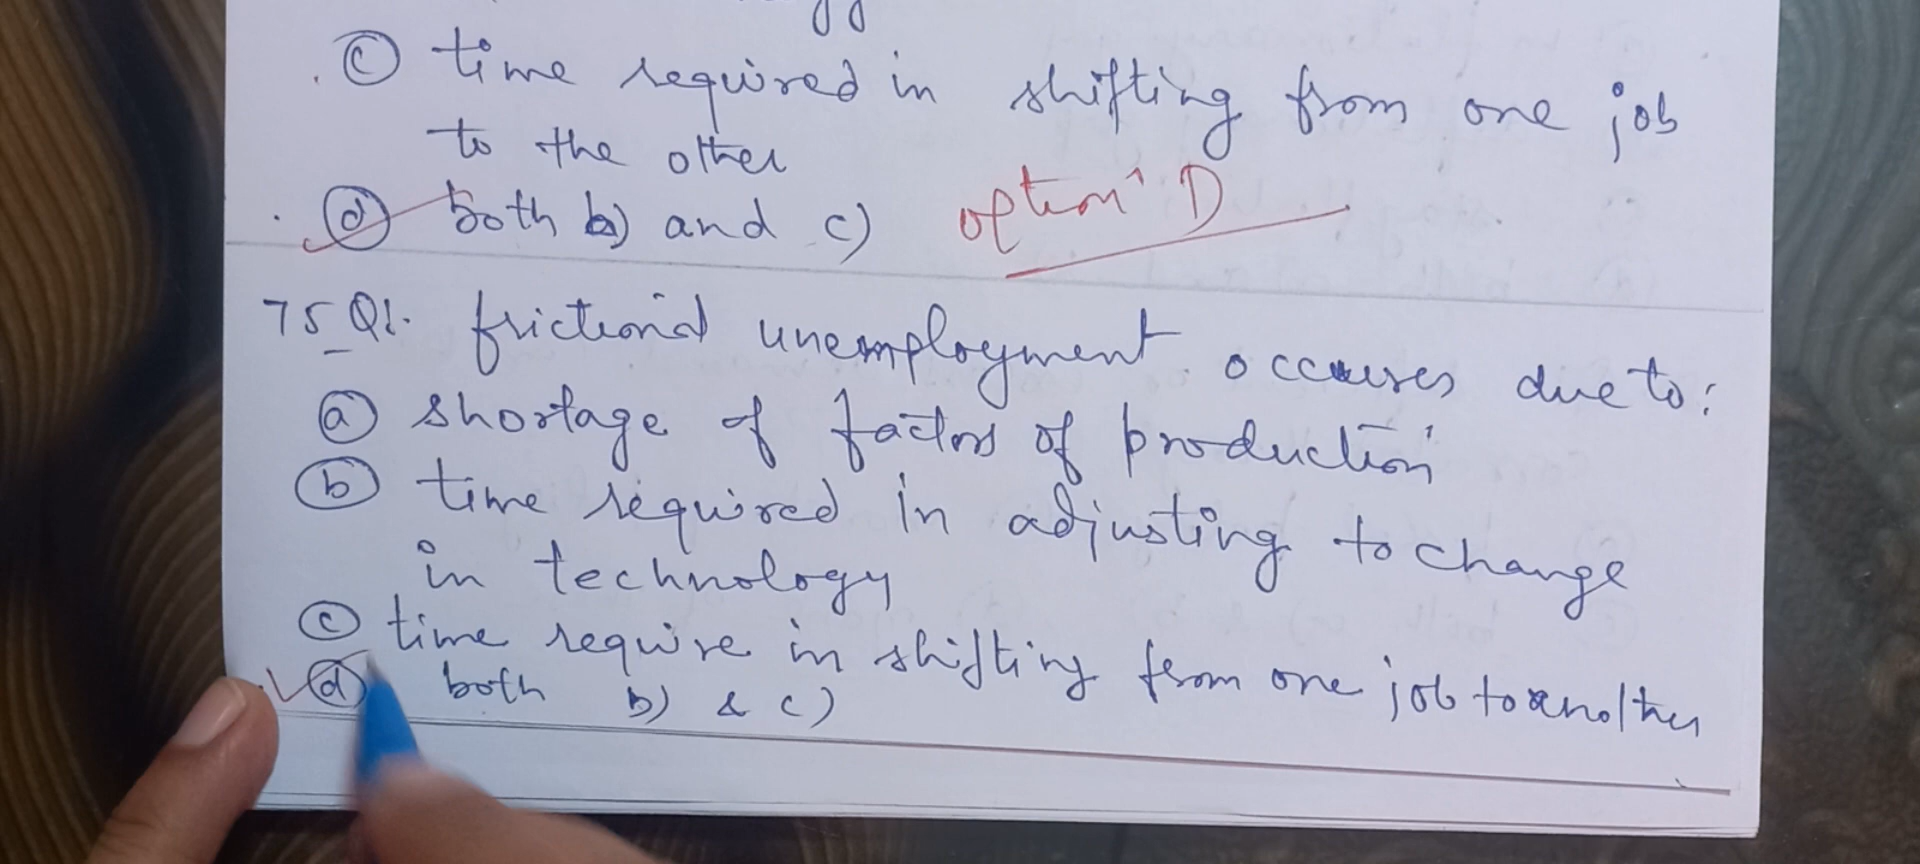 c time required in shifting from one job
to the other
d both b) and c) option D
75 Q1. frictional unemployment occures due to:
a shortage of factors of production
b time required in adjusting to change
in technology
c time require in shifting from one job to another
d both b) & c)